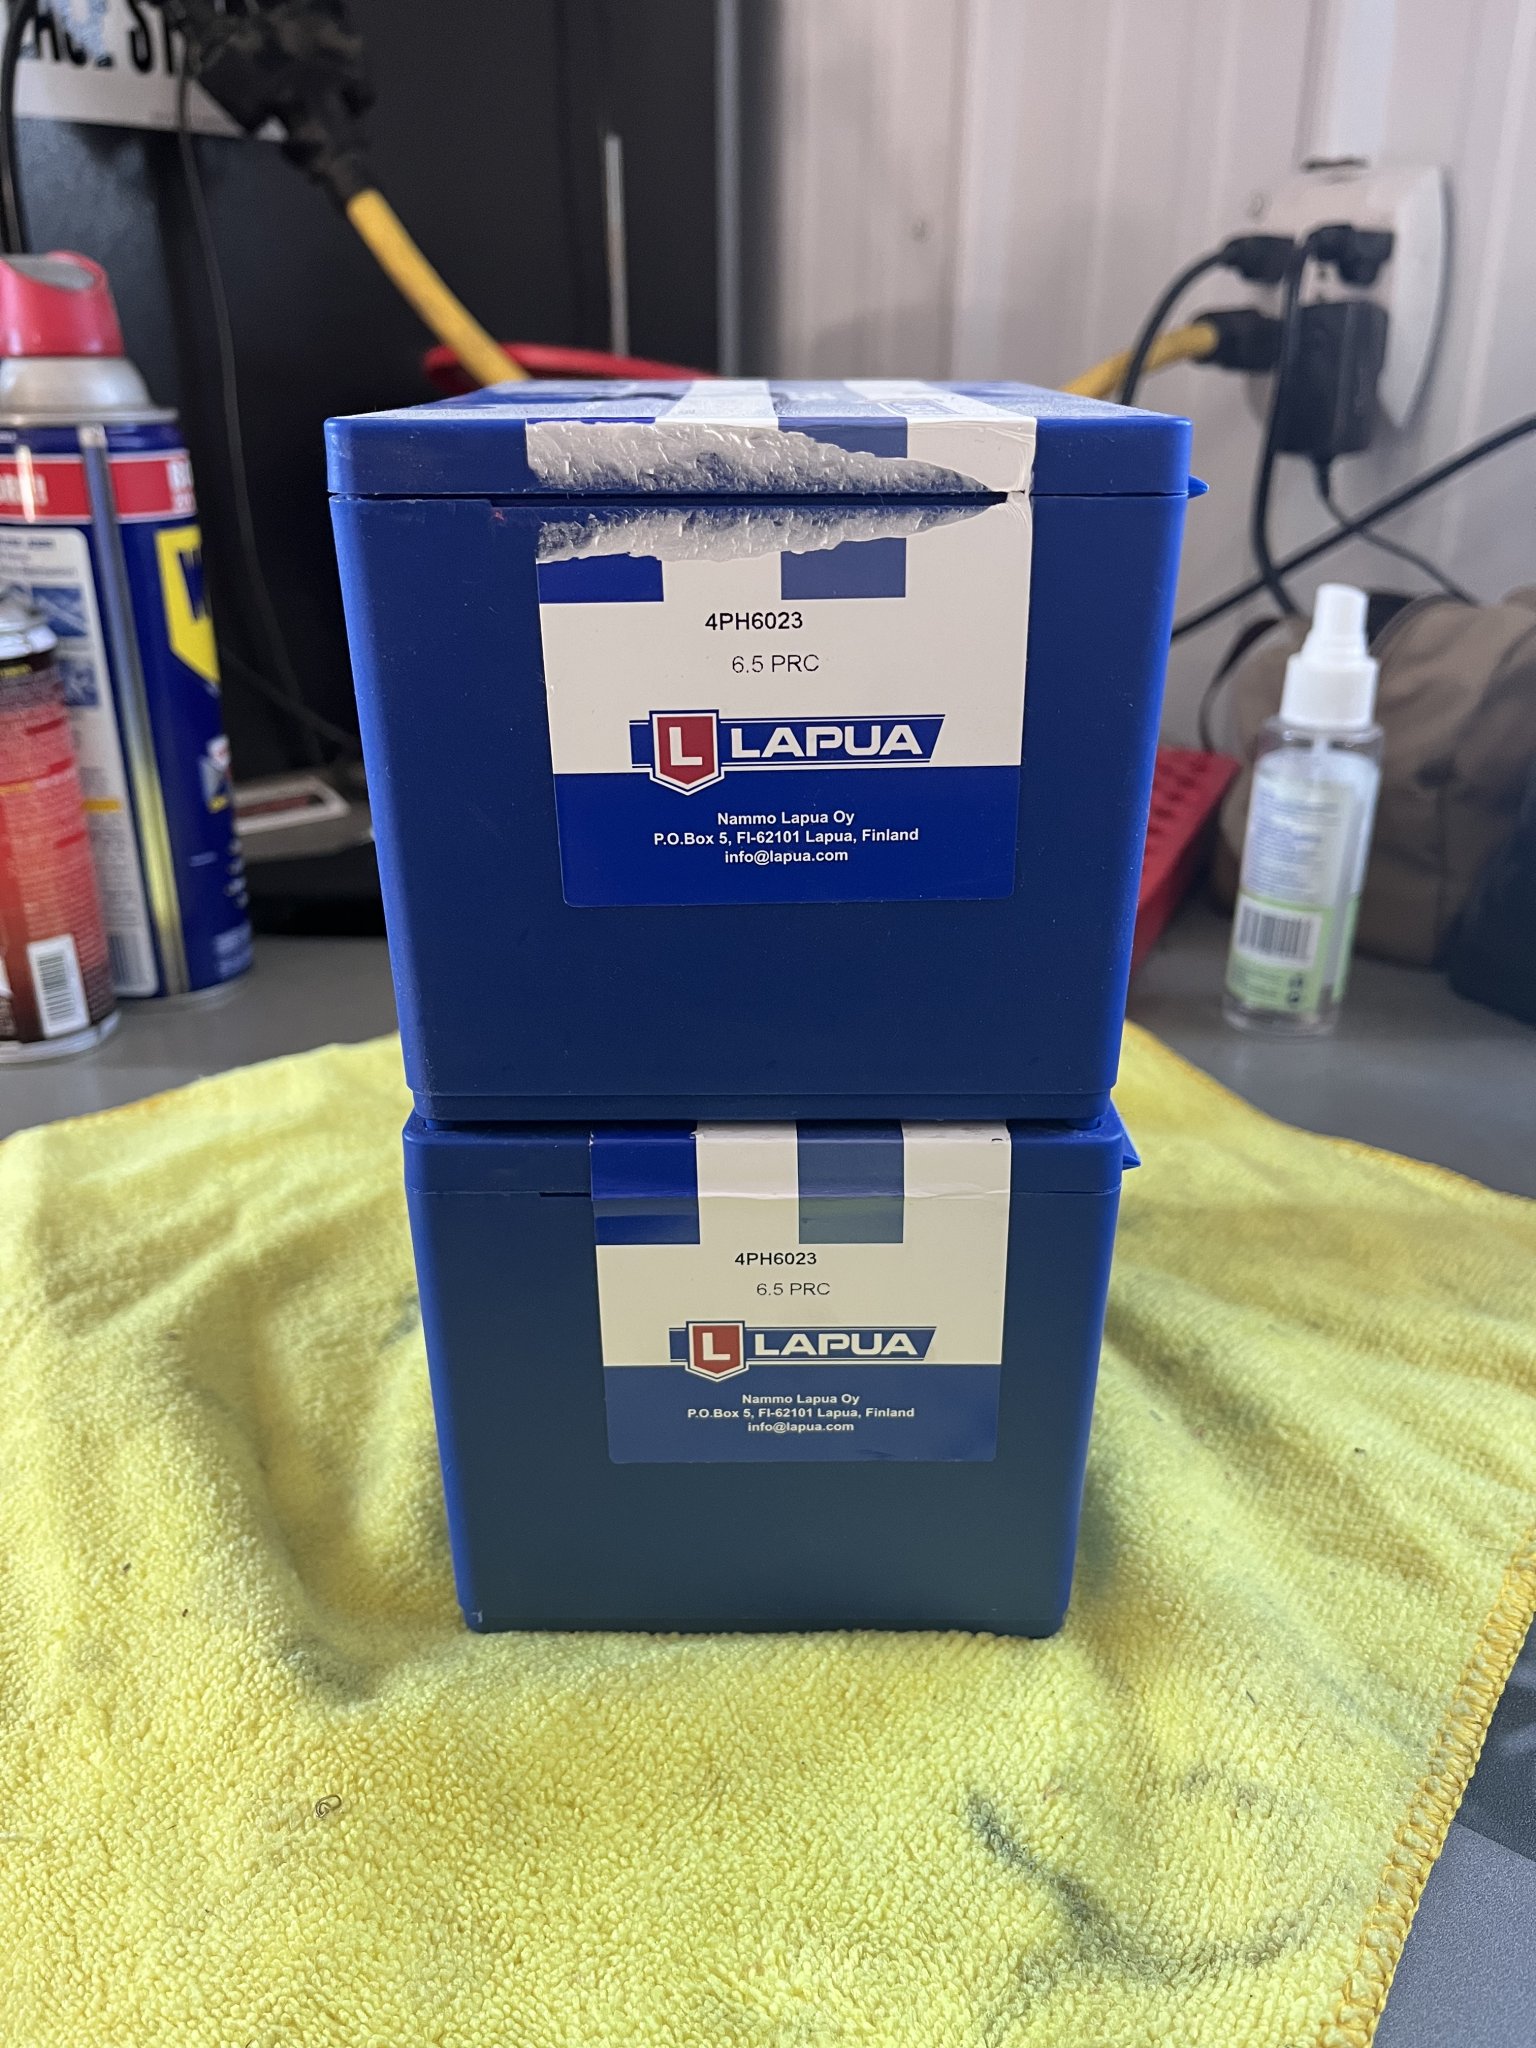 4PH6023
6.5 PRC
L LAPUA
Nammo Lapua Oy
P.O.Box 5, FI-62101 Lapua, Finland
info@lapua.com
4PH6023
6.5 PRC
L LAPUA
Nammo Lapua Oy
P.O.Box 5, FI-62101 Lapua, Finland
info@lapua.com